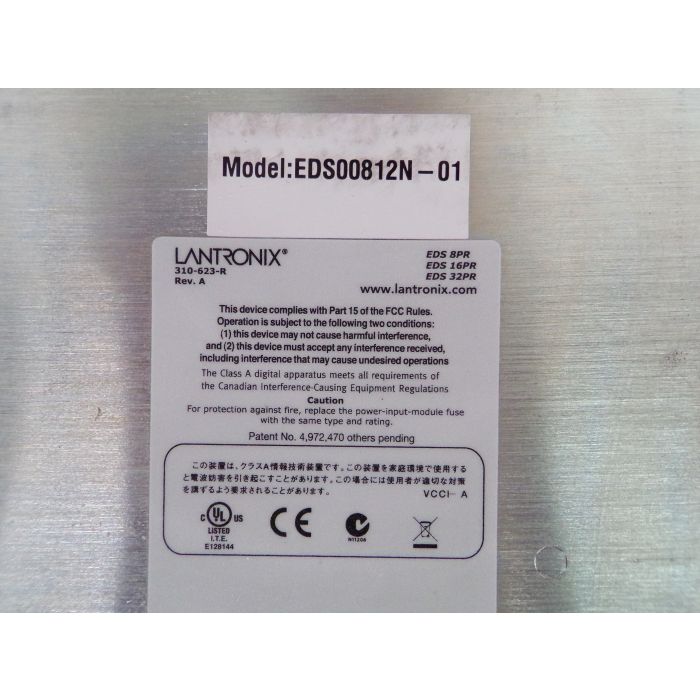 Model:EDS00812N-01
LANTRONIX®
310-623-R
Rev. A
EDS 8PR
EDS 16PR
EDS 32PR
www.lantronix.com
This device complies with Part 15 of the FCC Rules.
Operation is subject to the following two conditions:
(1) this device may not cause harmful interference,
and (2) this device must accept any interference received,
including interference that may cause undesired operations
The Class A digital apparatus meets all requirements of
the Canadian Interference-Causing Equipment Regulations
Caution
For protection against fire, replace the power-input-module fuse
with the same type and rating.
Patent No. 4,972,470 others pending
この装置は、クラスA情報技術装置です。この装置を家庭環境で使用する
と電波妨害を引き起こすことがあります。この場合には使用者が適切な対策
を講ずるよう要求されることがあります。
VCCI-A
C UL US
LISTED
I.T.E.
E128144
CE
N11206